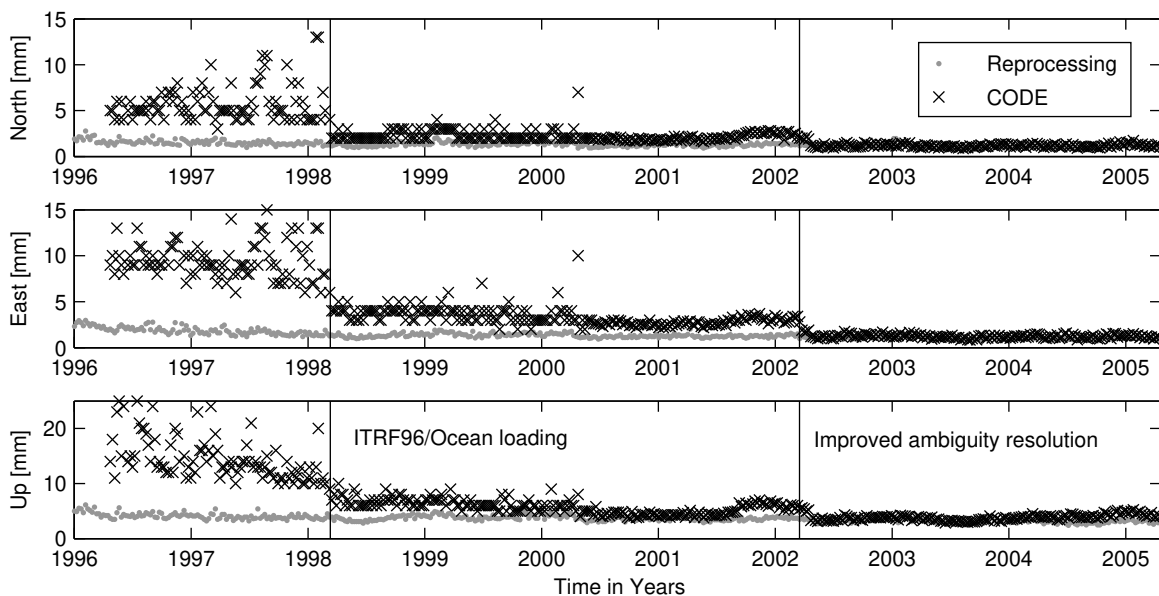 15
10
5
0
North [mm]
Reprocessing
CODE
1996 1997 1998 1999 2000 2001 2002 2003 2004 2005
15
10
5
0
East [mm]
1996 1997 1998 1999 2000 2001 2002 2003 2004 2005
20
10
0
Up [mm]
ITRF96/Ocean loading
Improved ambiguity resolution
1996 1997 1998 1999 2000 2001 2002 2003 2004 2005
Time in Years